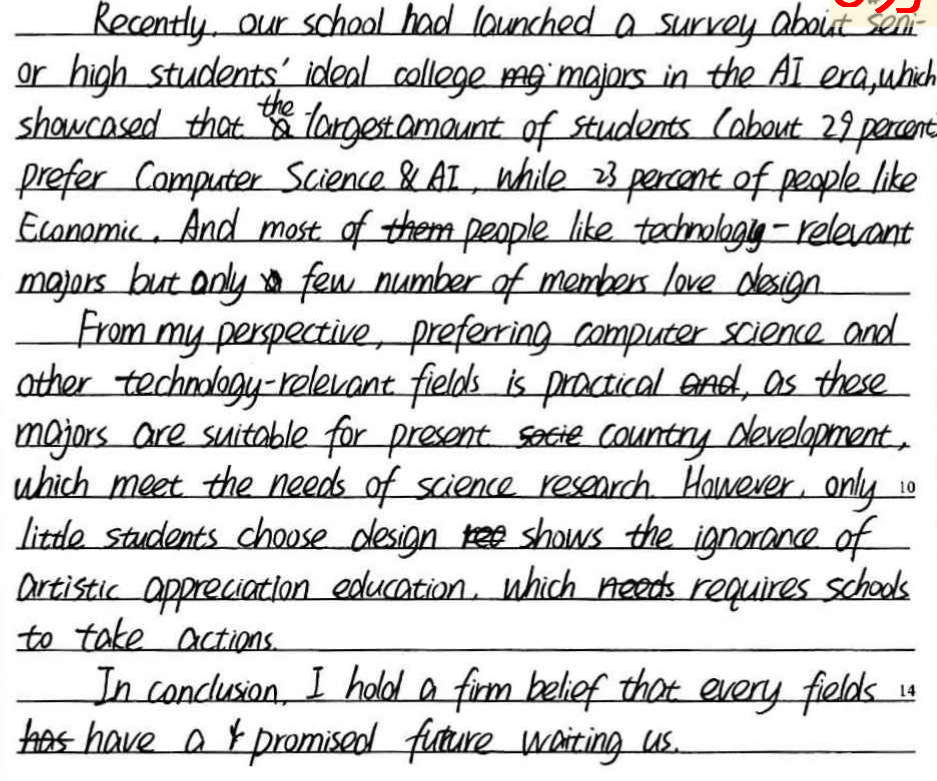 Recently, our school had launched a survey about seni-
or high students' ideal college majors in the AI era, which
showcased that the largest amount of students (about 29 percent
prefer Computer Science & AI, while 23 percent of people like
Economic. And most of them people like technology-relevant
majors but only few number of members love design
From my perspective, preferring computer science and
other technology-relevant fields is practical and, as these
majors are suitable for present socie country development,
which meet the needs of science research. However, only 10
little students choose design shows the ignorance of
artistic appreciation education, which needs requires schools
to take actions.
In conclusion, I hold a firm belief that every fields 14
has have a promised future waiting us.